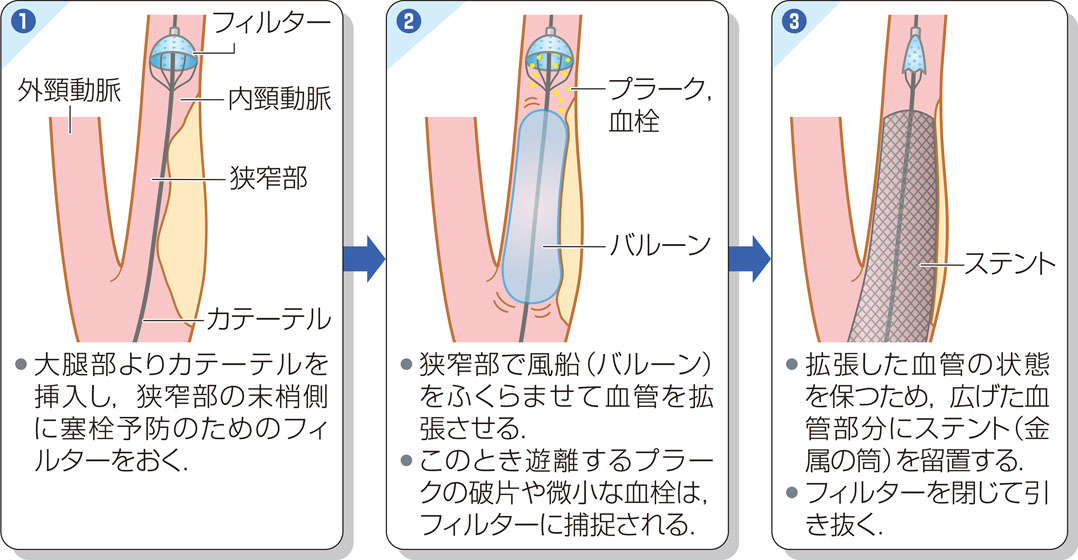 1
フィルター
外頸動脈
内頸動脈
狭窄部
カテーテル
● 大腿部よりカテーテルを
挿入し，狭窄部の末梢側
に塞栓予防のためのフィ
ルターをおく．
2
プラーク，
血栓
バルーン
● 狭窄部で風船（バルーン）
をふくらませて血管を拡
張させる．
● このとき遊離するプラー
クの破片や微小な血栓は，
フィルターに捕捉される．
3
ステント
● 拡張した血管の状態
を保つため，広げた血
管部分にステント（金
属の筒）を留置する．
● フィルターを閉じて引
き抜く．